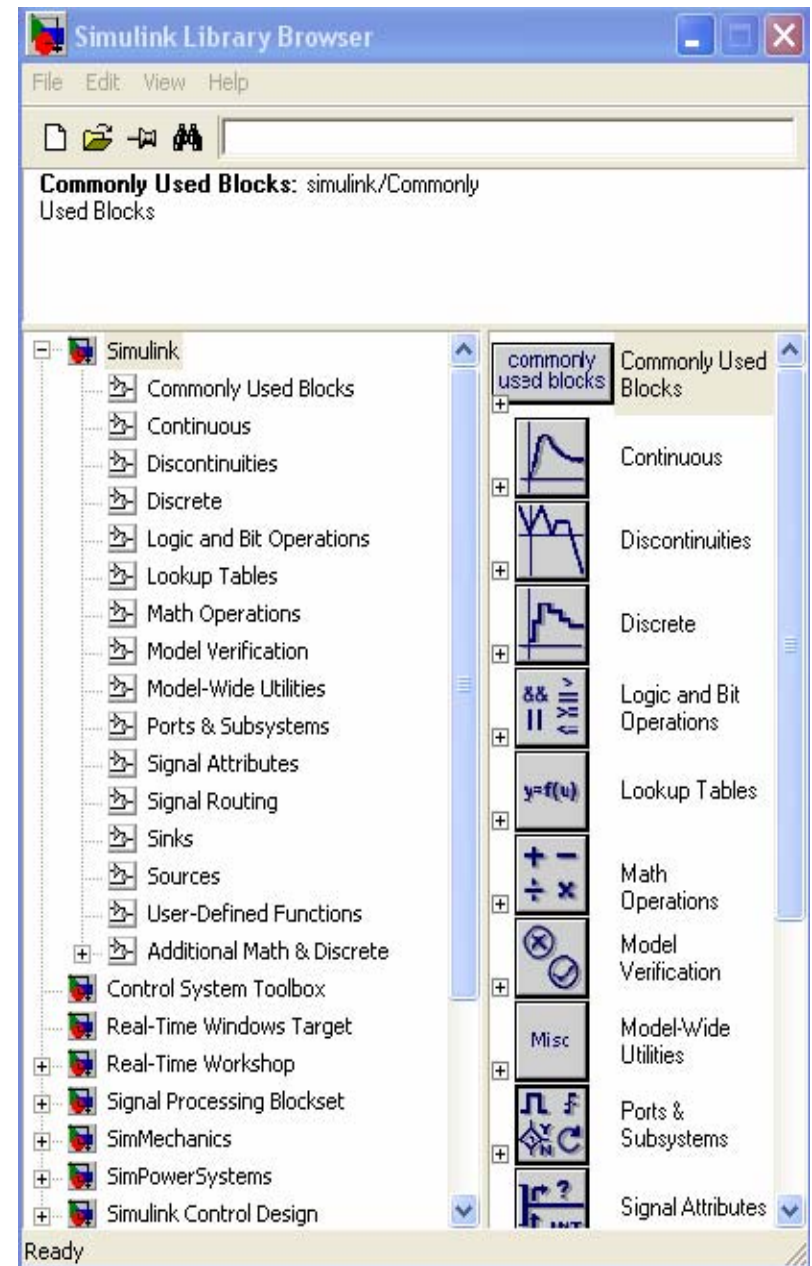 Simulink Library Browser
File Edit View Help
Commonly Used Blocks: simulink/Commonly
Used Blocks
Simulink
Commonly Used Blocks
Continuous
Discontinuities
Discrete
Logic and Bit Operations
Lookup Tables
Math Operations
Model Verification
Model-Wide Utilities
Ports & Subsystems
Signal Attributes
Signal Routing
Sinks
Sources
User-Defined Functions
Additional Math & Discrete
Control System Toolbox
Real-Time Windows Target
Real-Time Workshop
Signal Processing Blockset
SimMechanics
SimPowerSystems
Simulink Control Design
commonly
used blocks
Commonly Used
Blocks
Continuous
Discontinuities
Discrete
&& >
|| >=
<=
Logic and Bit
Operations
y=f(u)
Lookup Tables
+ −
÷ ×
Math
Operations
Model
Verification
Misc
Model-Wide
Utilities
Y
N
Ports &
Subsystems
?
INT
Signal Attributes
Ready